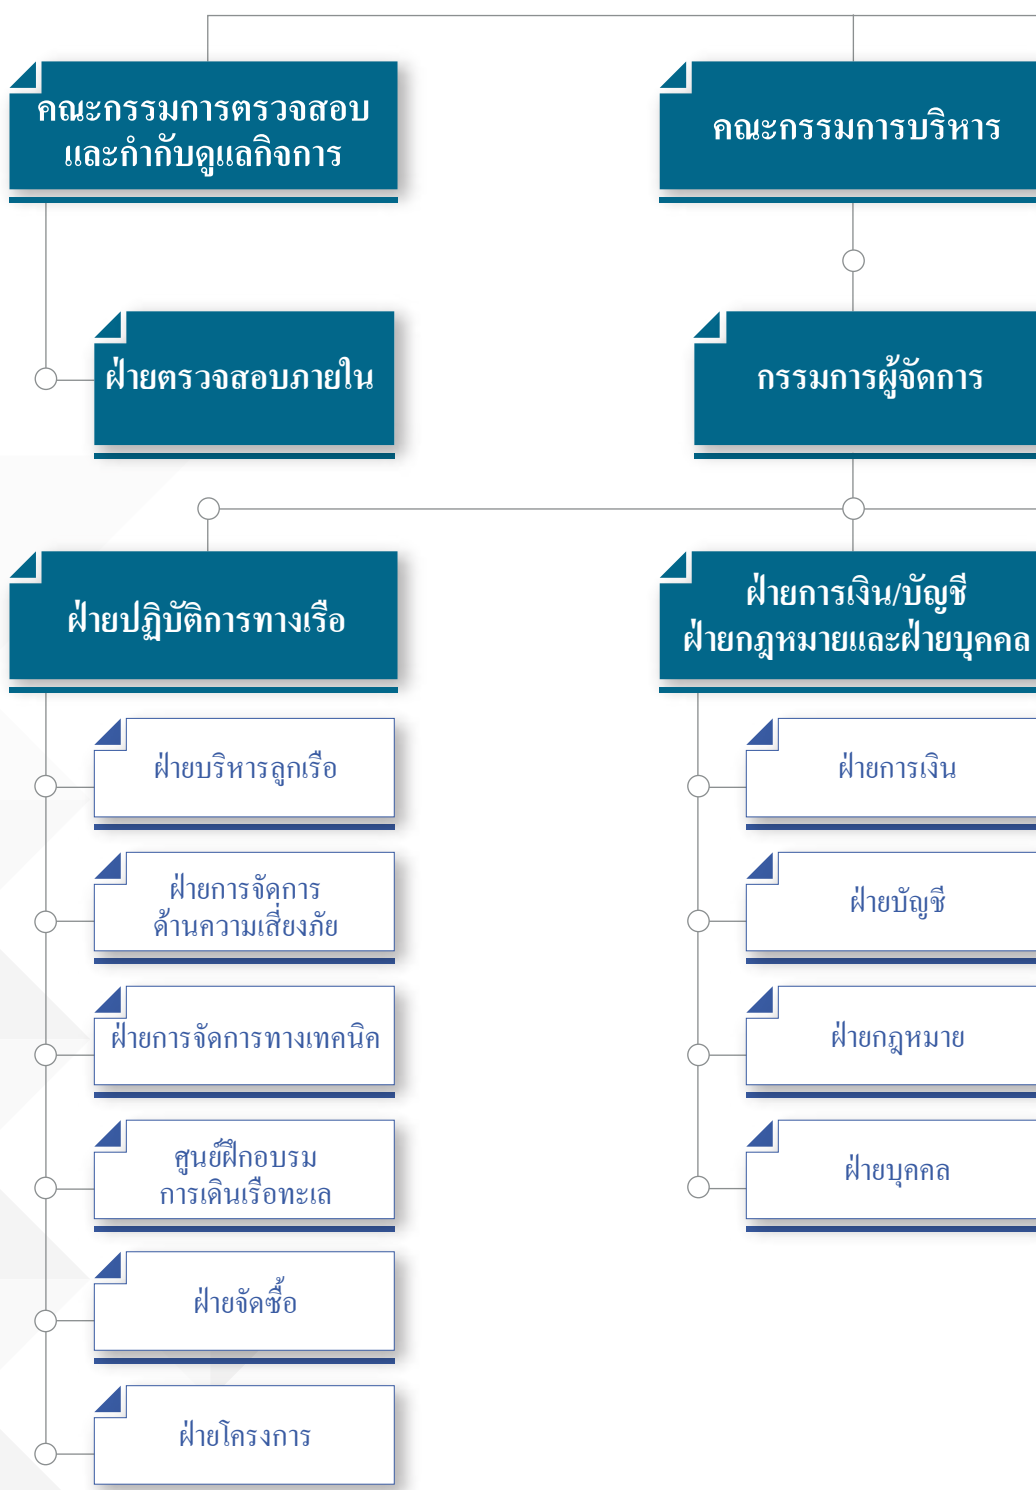 คณะกรรมการตรวจสอบ
และกำกับดูแลกิจการ
คณะกรรมการบริหาร
ฝ่ายตรวจสอบภายใน
กรรมการผู้จัดการ
ฝ่ายปฏิบัติการทางเรือ
ฝ่ายการเงิน/บัญชี
ฝ่ายกฎหมายและฝ่ายบุคคล
ฝ่ายบริหารลูกเรือ
ฝ่ายการจัดการ
ด้านความเสี่ยงภัย
ฝ่ายการจัดการทางเทคนิค
ศูนย์ฝึกอบรม
การเดินเรือทะเล
ฝ่ายจัดซื้อ
ฝ่ายโครงการ
ฝ่ายการเงิน
ฝ่ายบัญชี
ฝ่ายกฎหมาย
ฝ่ายบุคคล